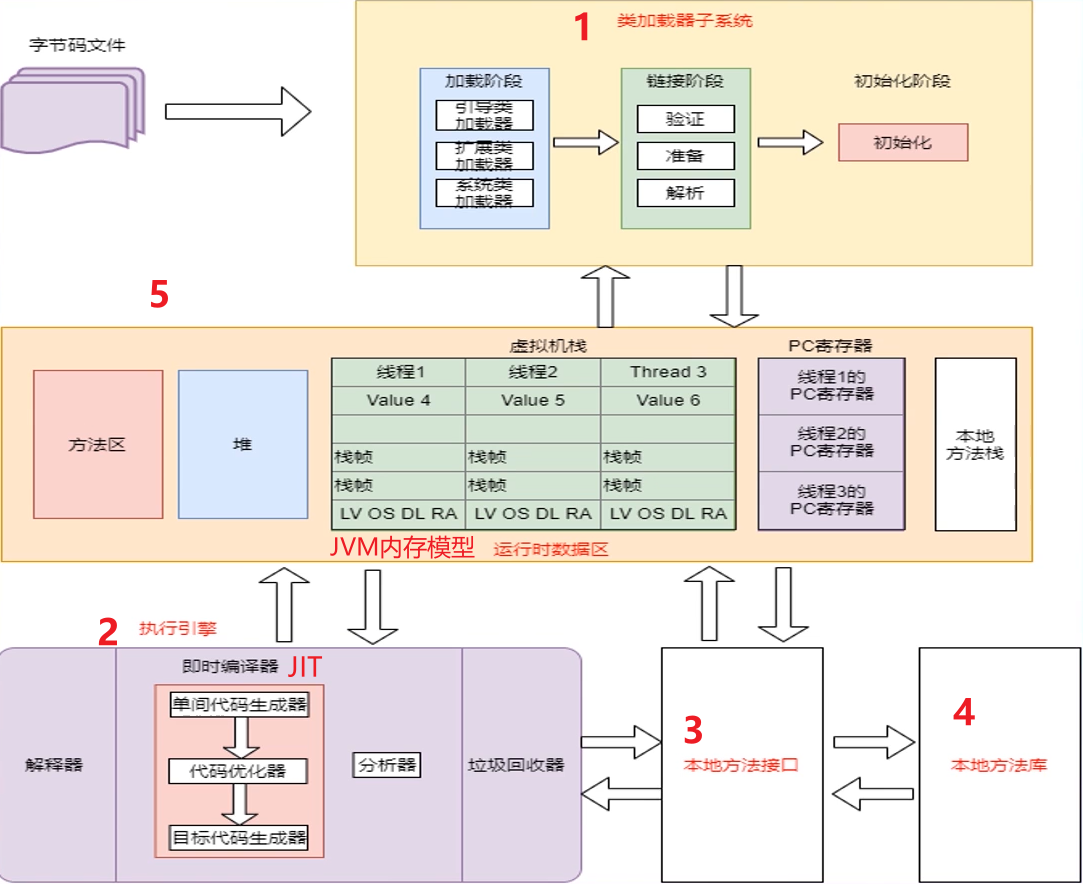 字节码文件
1 类加载器子系统
加载阶段
引导类
加载器
扩展类
加载器
系统类
加载器
链接阶段
验证
准备
解析
初始化阶段
初始化
5
方法区
堆
虚拟机栈
线程1 线程2 Thread 3
Value 4 Value 5 Value 6
栈帧 栈帧 栈帧
栈帧 栈帧 栈帧
LV OS DL RA LV OS DL RA LV OS DL RA
PC寄存器
线程1的
PC寄存器
线程2的
PC寄存器
线程3的
PC寄存器
本地
方法栈
JVM内存模型 运行时数据区
2 执行引擎
解释器
即时编译器 JIT
单间代码生成器
代码优化器
目标代码生成器
分析器
垃圾回收器
3
本地方法接口
4
本地方法库